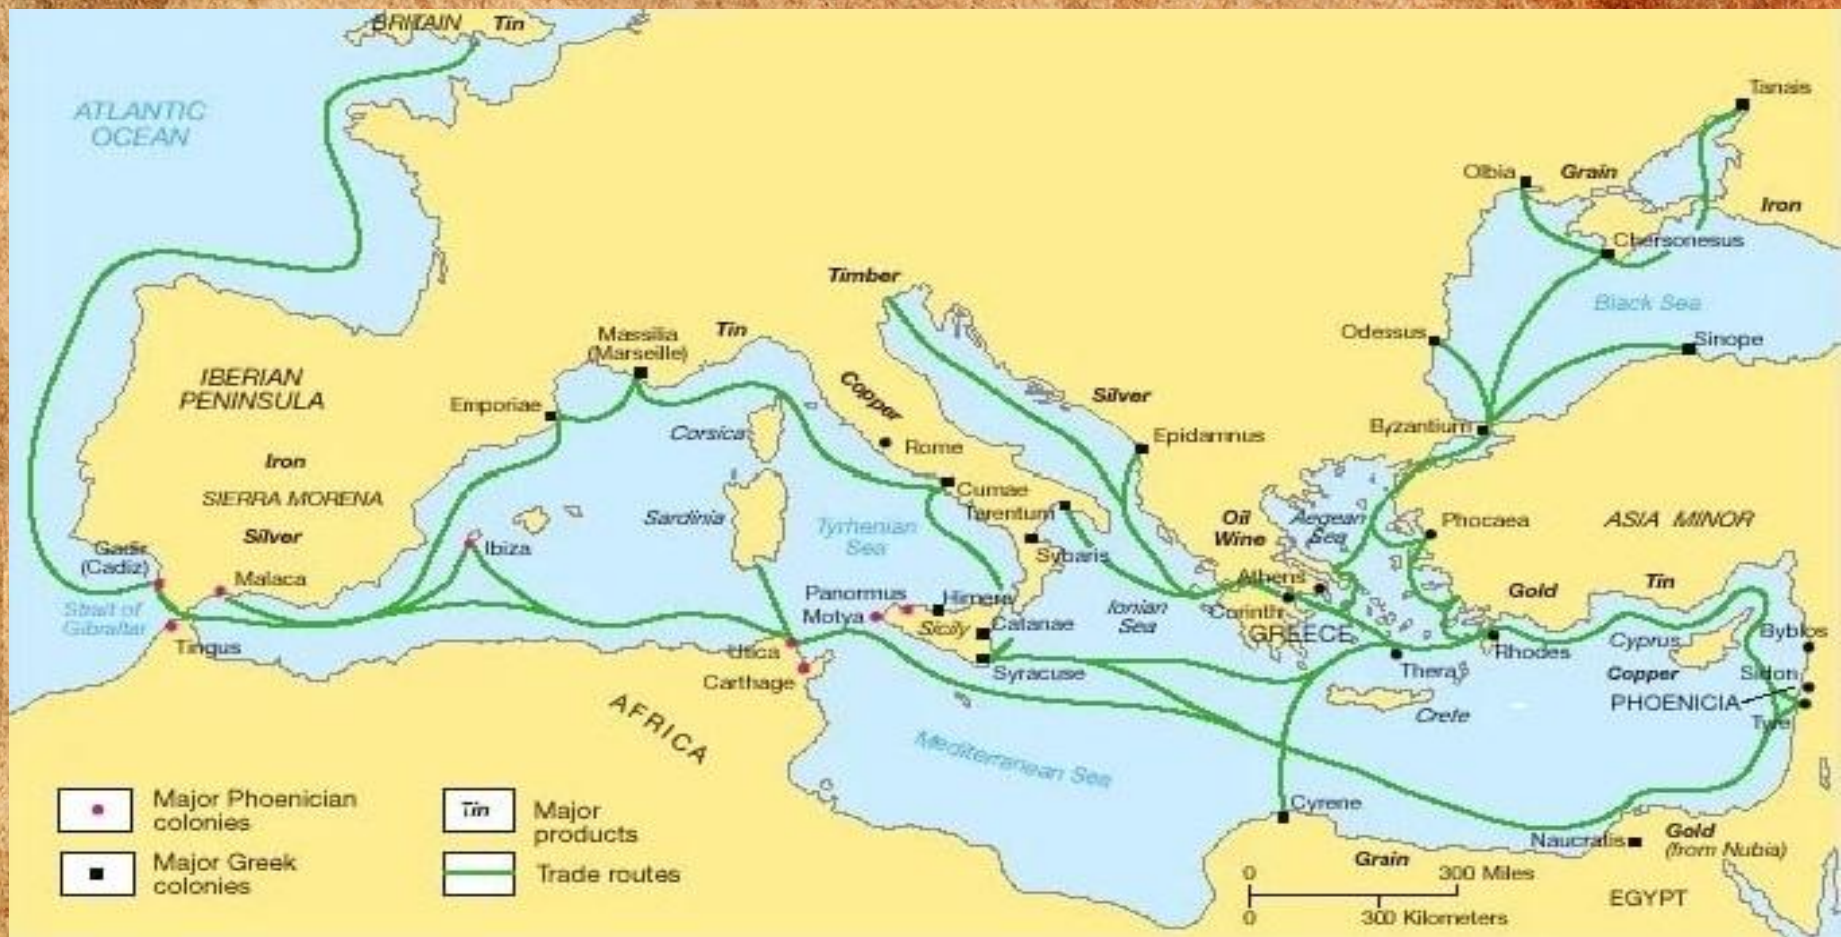 BRITAIN
Tin
ATLANTIC
OCEAN
Tanais
Olbia
Grain
Iron
Chersonesus
Timber
Black Sea
Massilia
(Marseille)
Tin
Odessus
Sinope
IBERIAN
PENINSULA
Copper
Silver
Emporiae
Corsica
Rome
Epidamnus
Byzantium
Iron
SIERRA MORENA
Cumae
Tarentum
Sardinia
Tyrhenian
Sea
Oil
Wine
Aegean
Sea
Phocaea
ASIA MINOR
Silver
Gadir
(Cadiz)
Ibiza
Sybaris
Malaca
Athens
Gold
Tin
Strait of
Gibraltar
Panormus
Motya
Himera
Sicily
Catanae
Ionian
Sea
Corinth
GREECE
Tingus
Utica
Carthage
Syracuse
Thera
Rhodes
Cyprus
Copper
Byblos
Sidon
PHOENICIA
Tyre
Crete
AFRICA
Mediterranean Sea
Cyrene
Naucratis
Gold
(from Nubia)
Grain
EGYPT
Major Phoenician
colonies
Tin
Major
products
Major Greek
colonies
Trade routes
0
300 Miles
0
300 Kilometers